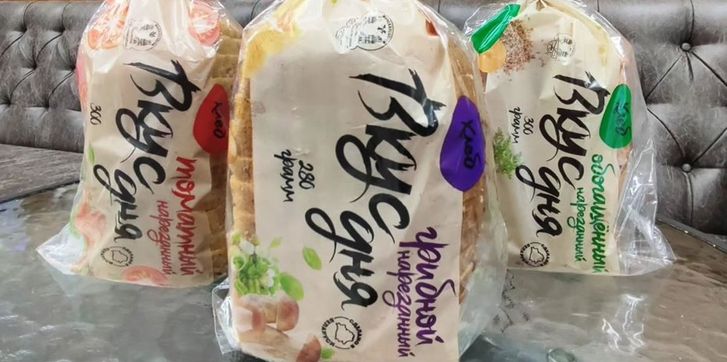 Хлеб
Вкус
дня
томатный
нарезанный
300
Хлеб
280
грамм
Вкус
дня
грибной
нарезанный
Хлеб
300
грамм
Вкус
дня
обогащённый
нарезанный